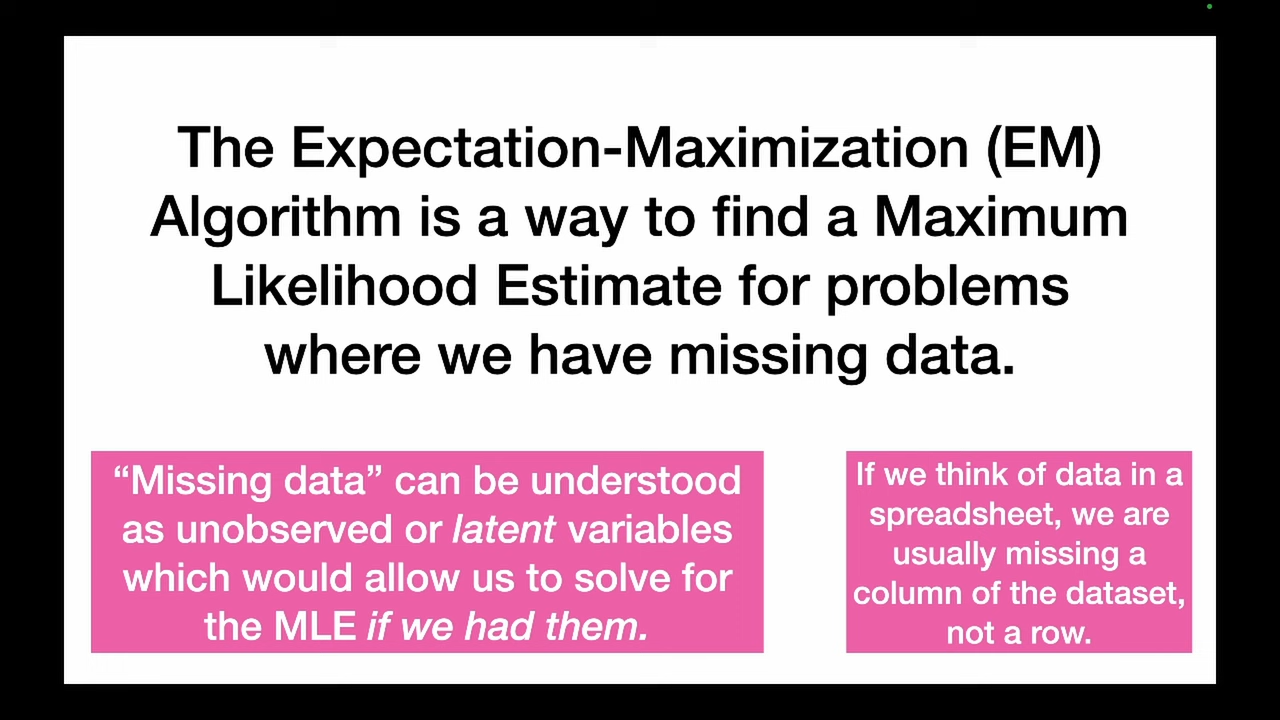 The Expectation-Maximization (EM)
Algorithm is a way to find a Maximum
Likelihood Estimate for problems
where we have missing data.
“Missing data” can be understood
as unobserved or latent variables
which would allow us to solve for
the MLE if we had them.
If we think of data in a
spreadsheet, we are
usually missing a
column of the dataset,
not a row.